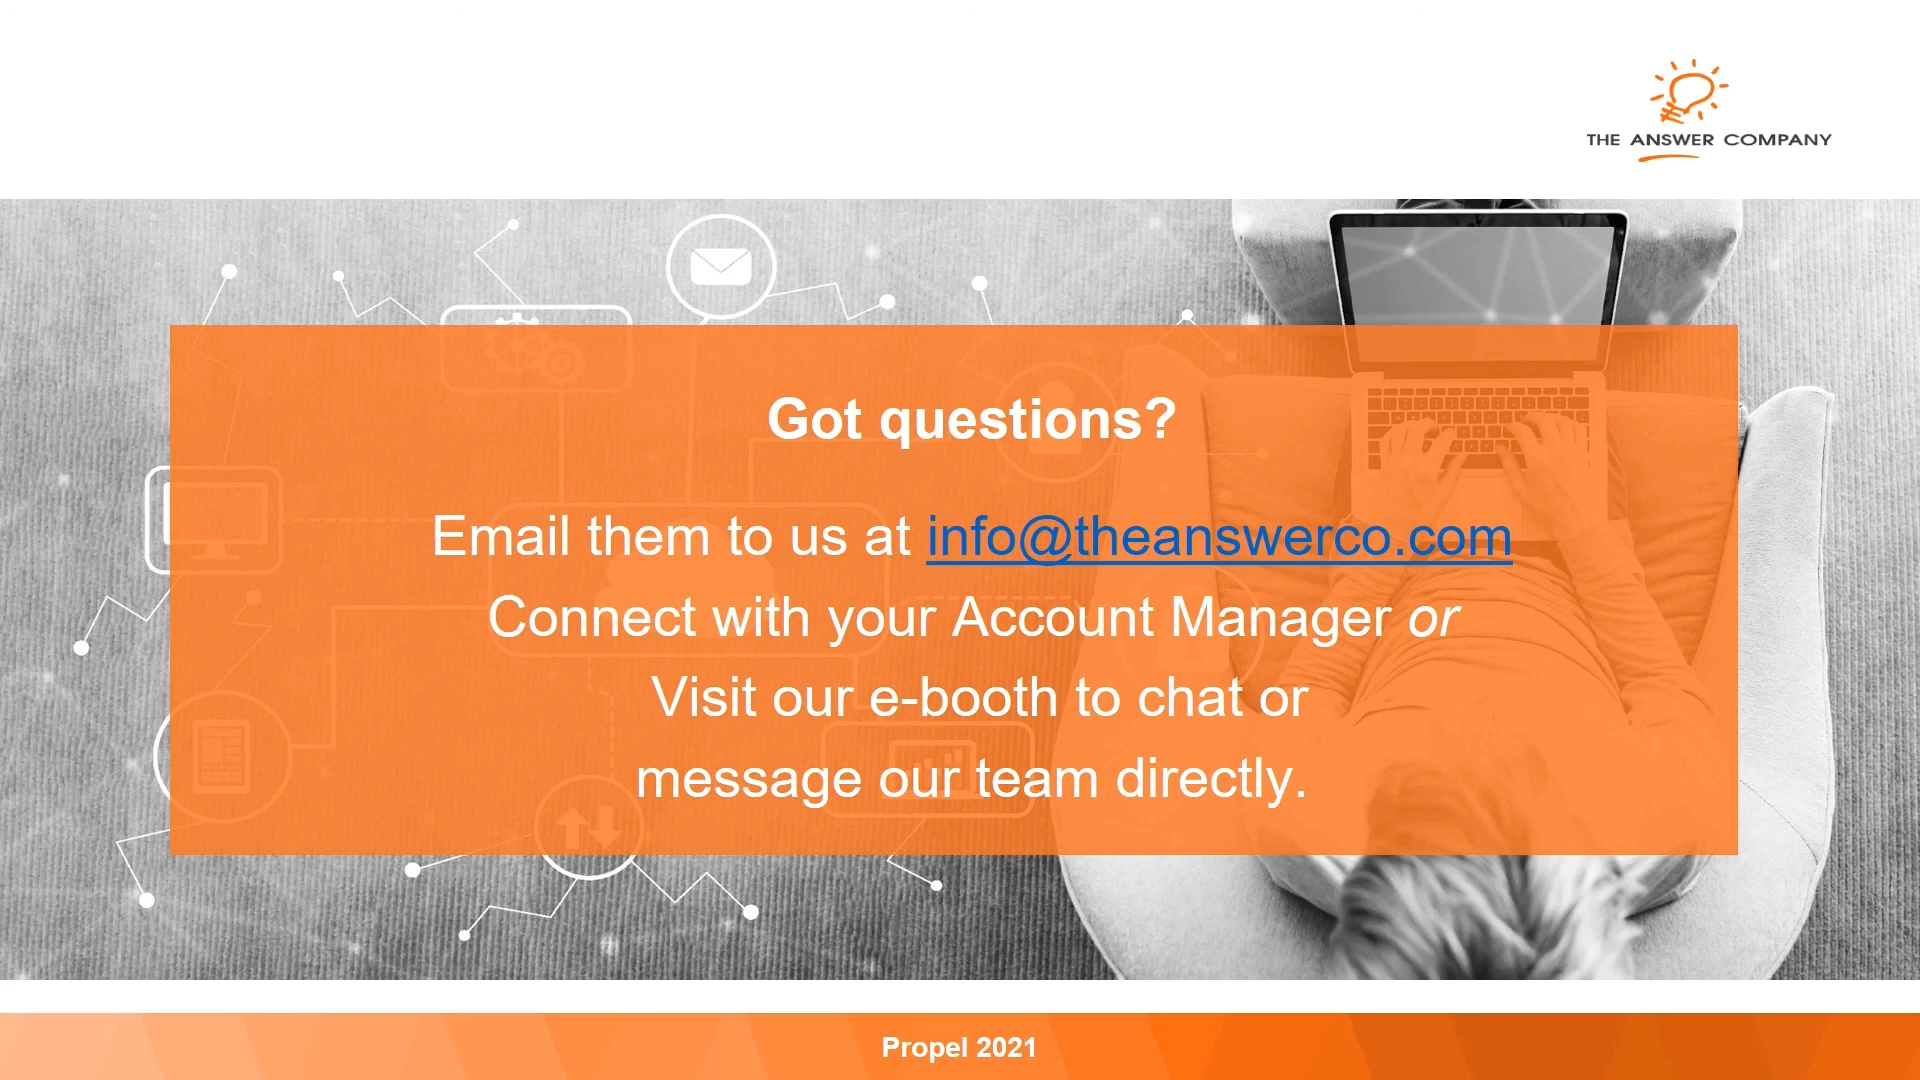 THE ANSWER COMPANY
Got questions?
Email them to us at info@theanswerco.com
Connect with your Account Manager or
Visit our e-booth to chat or
message our team directly.
Propel 2021